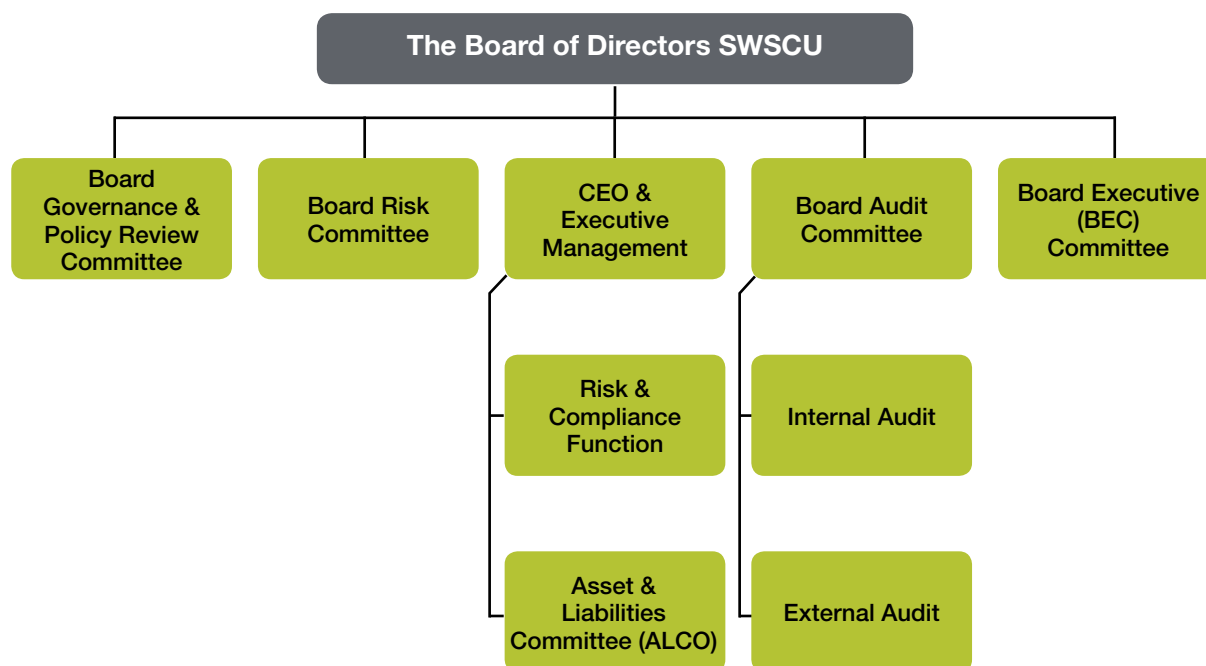 The Board of Directors SWSCU
Board
Governance &
Policy Review
Committee
Board Risk
Committee
CEO &
Executive
Management
Board Audit
Committee
Board Executive
(BEC)
Committee
Risk &
Compliance
Function
Internal Audit
Asset &
Liabilities
Committee (ALCO)
External Audit